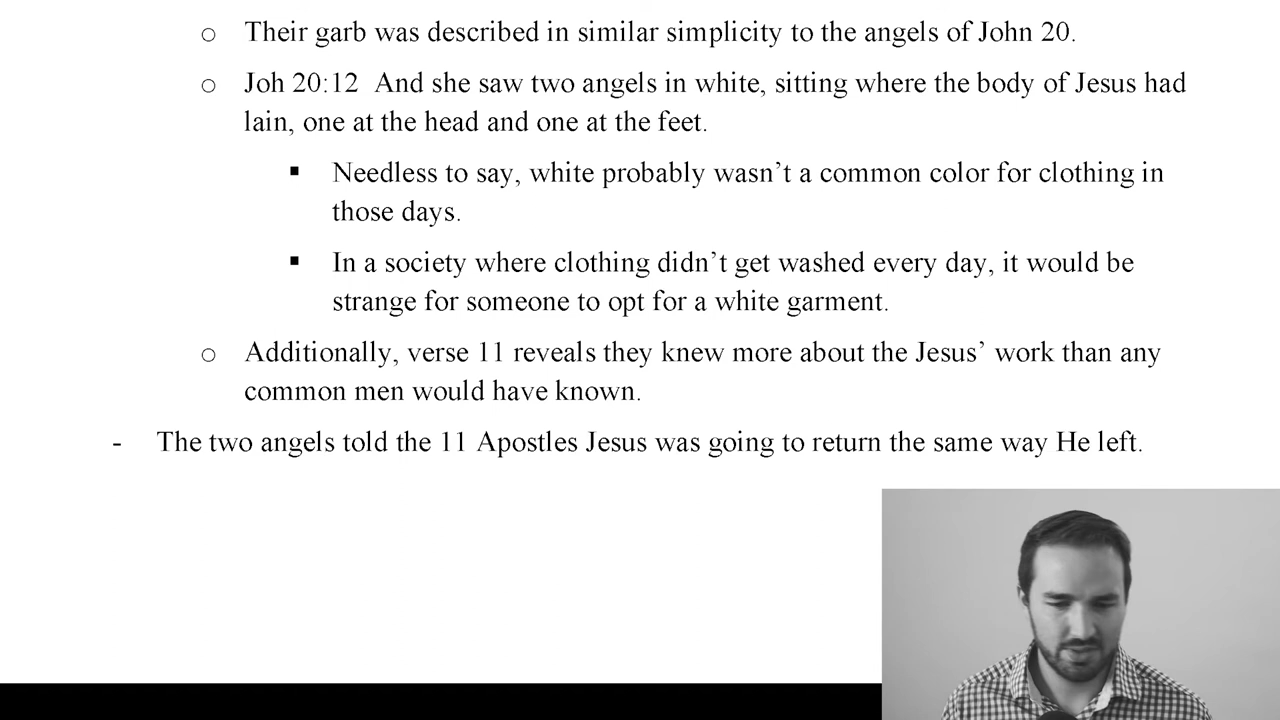 o Their garb was described in similar simplicity to the angels of John 20.
o Joh 20:12 And she saw two angels in white, sitting where the body of Jesus had
lain, one at the head and one at the feet.
▪ Needless to say, white probably wasn’t a common color for clothing in
those days.
▪ In a society where clothing didn’t get washed every day, it would be
strange for someone to opt for a white garment.
o Additionally, verse 11 reveals they knew more about the Jesus’ work than any
common men would have known.
- The two angels told the 11 Apostles Jesus was going to return the same way He left.